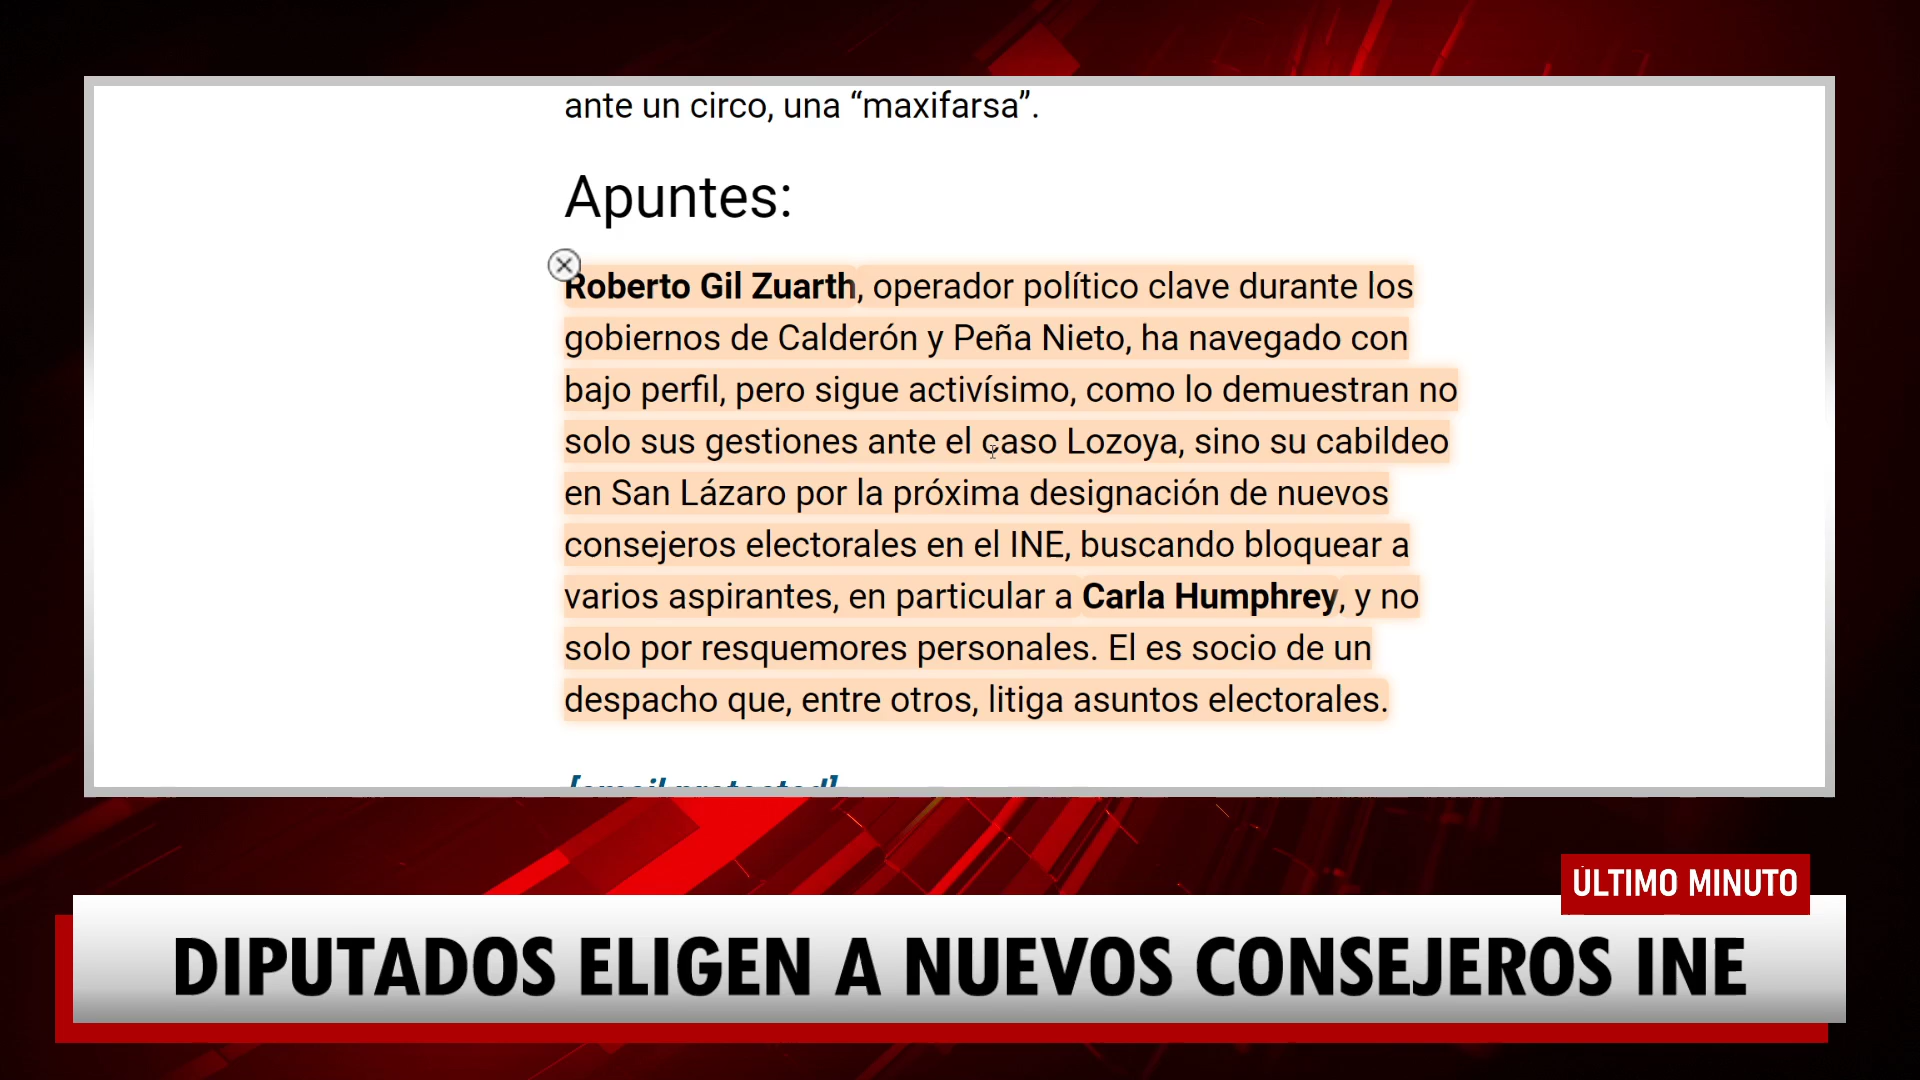 ante un circo, una “maxifarsa”.
Apuntes:
Roberto Gil Zuarth, operador político clave durante los
gobiernos de Calderón y Peña Nieto, ha navegado con
bajo perfil, pero sigue activísimo, como lo demuestran no
solo sus gestiones ante el caso Lozoya, sino su cabildeo
en San Lázaro por la próxima designación de nuevos
consejeros electorales en el INE, buscando bloquear a
varios aspirantes, en particular a Carla Humphrey, y no
solo por resquemores personales. El es socio de un
despacho que, entre otros, litiga asuntos electorales.
[email protected]
ÚLTIMO MINUTO
DIPUTADOS ELIGEN A NUEVOS CONSEJEROS INE